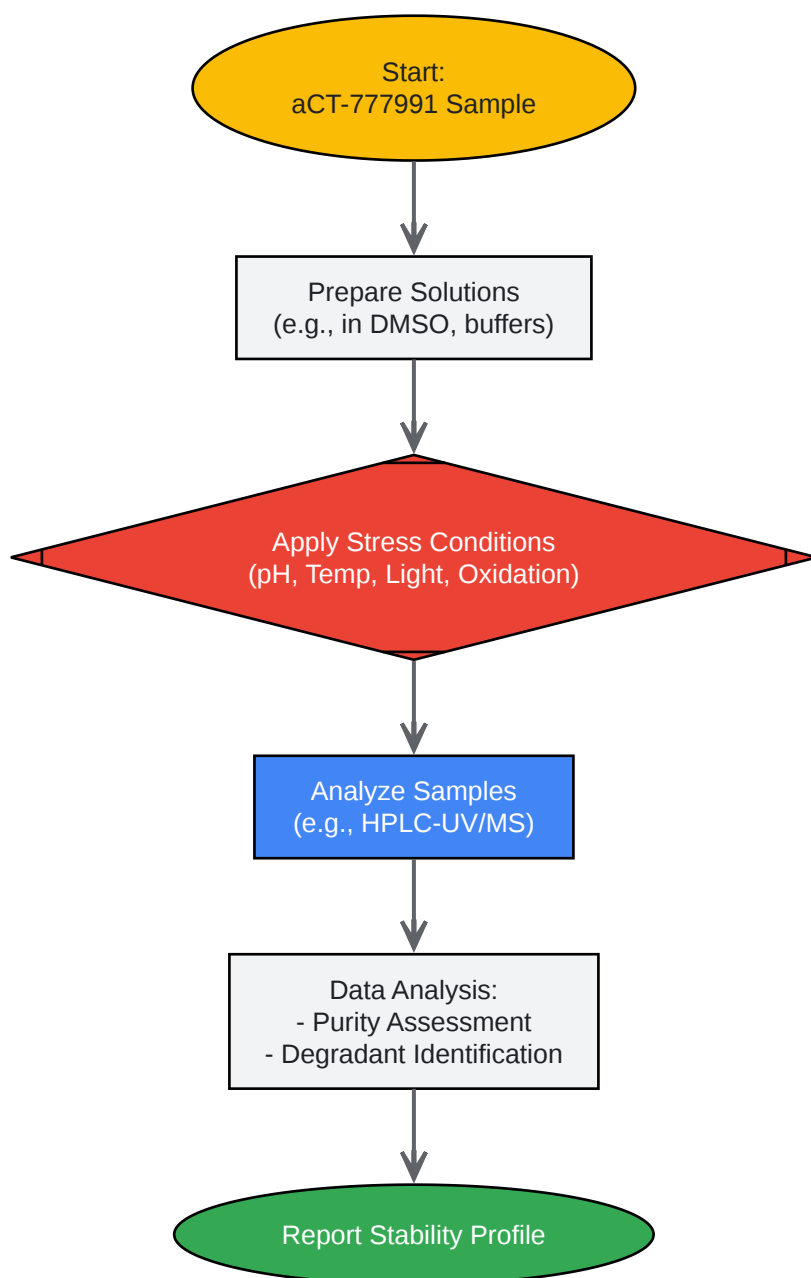 Start:
aCT-777991 Sample
Prepare Solutions
(e.g., in DMSO, buffers)
Apply Stress Conditions
(pH, Temp, Light, Oxidation)
Analyze Samples
(e.g., HPLC-UV/MS)
Data Analysis:
- Purity Assessment
- Degradant Identification
Report Stability Profile